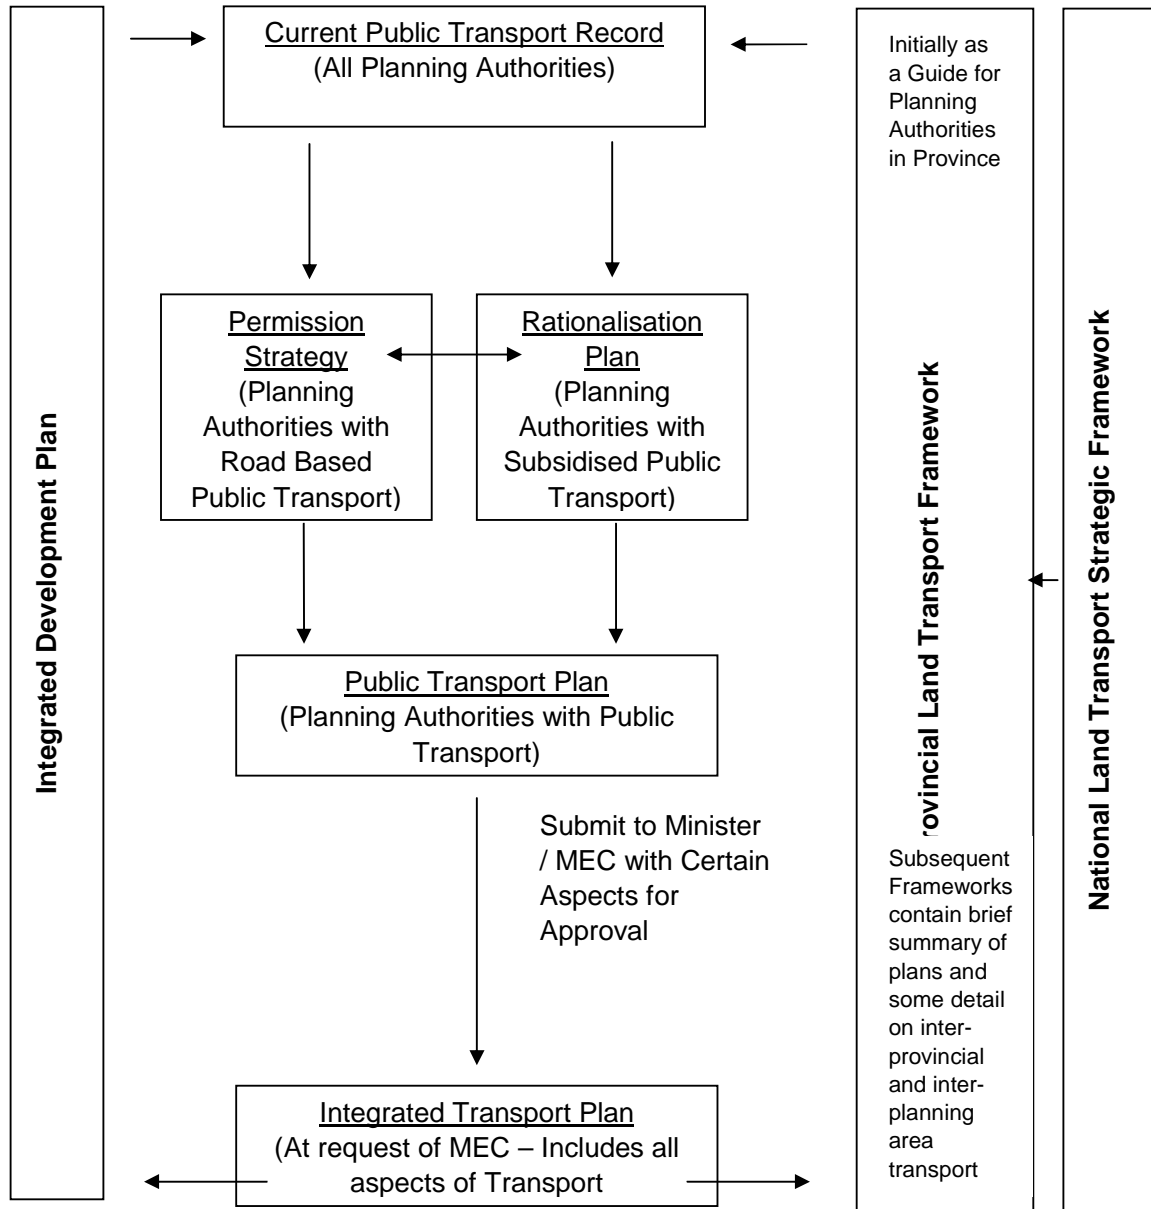 Current Public Transport Record
(All Planning Authorities)
Initially as
a Guide for
Planning
Authorities
in Province
Permission
Strategy
(Planning
Authorities with
Road Based
Public Transport)
Rationalisation
Plan
(Planning
Authorities with
Subsidised Public
Transport)
Integrated Development Plan
rovincial Land Transport Framework
National Land Transport Strategic Framework
Public Transport Plan
(Planning Authorities with Public
Transport)
Submit to Minister
/ MEC with Certain
Aspects for
Approval
Subsequent
Frameworks
contain brief
summary of
plans and
some detail
on inter-
provincial
and inter-
planning
area
transport
Integrated Transport Plan
(At request of MEC – Includes all
aspects of Transport